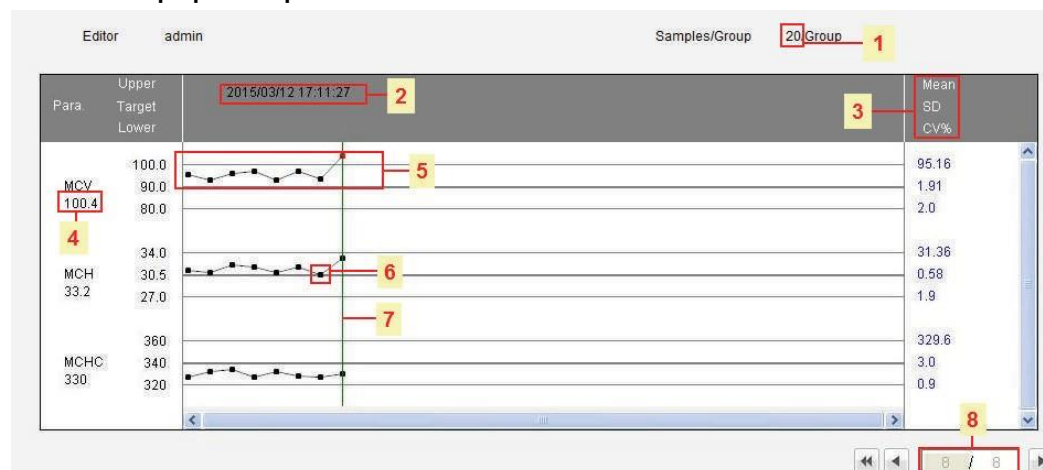 Editor admin Samples/Group 20/Group 1
Upper Mean
Para. Target 2015/03/12 17:11:27 2 3 SD
Lower CV%
100.0 5 95.16
MCV 90.0 1.91
100.4 80.0 2.0
4
34.0 31.36
MCH 30.5 6 0.58
33.2 27.0 1.9
7
360 329.6
MCHC 340 3.0
330 320 0.9
8
8 / 8